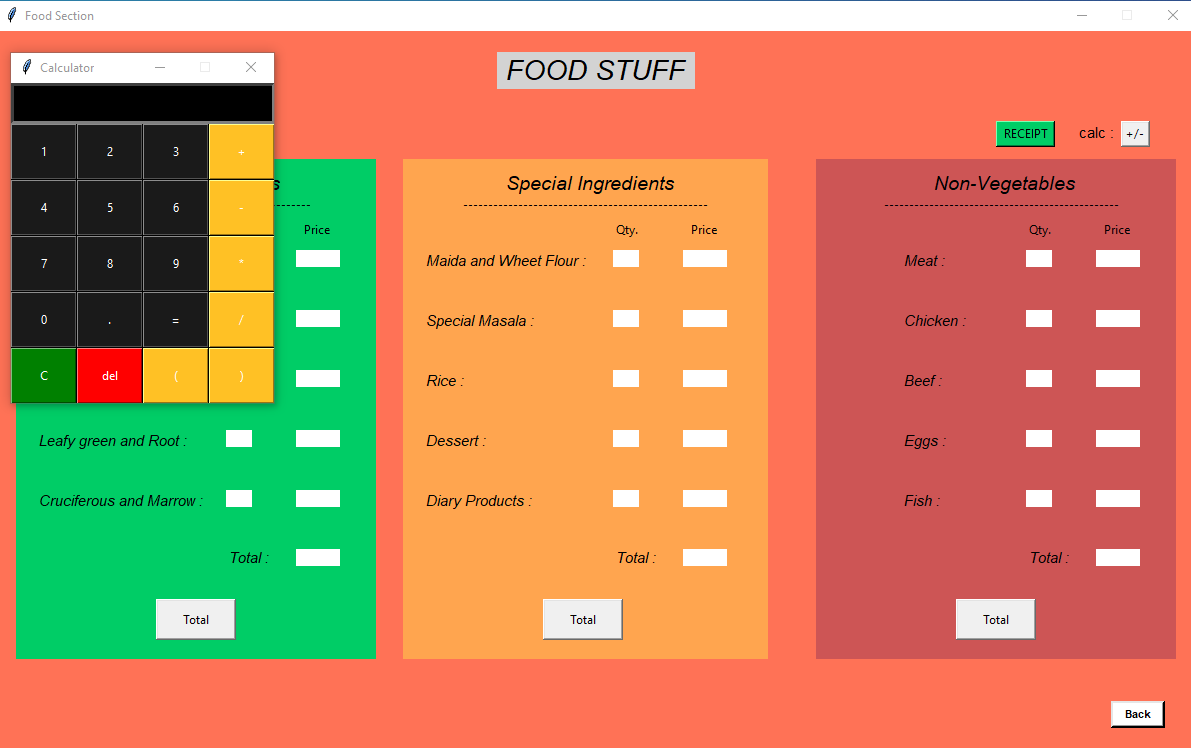 Food Section
Calculator
FOOD STUFF
RECEIPT calc : +/-
1 2 3 +
4 5 6 -
7 8 9 *
0 . = /
C del ( )
s
------------
Price
Leafy green and Root :
Cruciferous and Marrow :
Total :
Total
Special Ingredients
-------------------------------------------------
Qty. Price
Maida and Wheet Flour :
Special Masala :
Rice :
Dessert :
Diary Products :
Total :
Total
Non-Vegetables
-----------------------------------------------
Qty. Price
Meat :
Chicken :
Beef :
Eggs :
Fish :
Total :
Total
Back